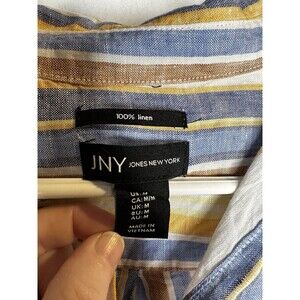 100% linen
JNY JONES NEW YORK
US: M
CA: M/M
UK: M
EU: M
AU: M
MADE IN
VIETNAM